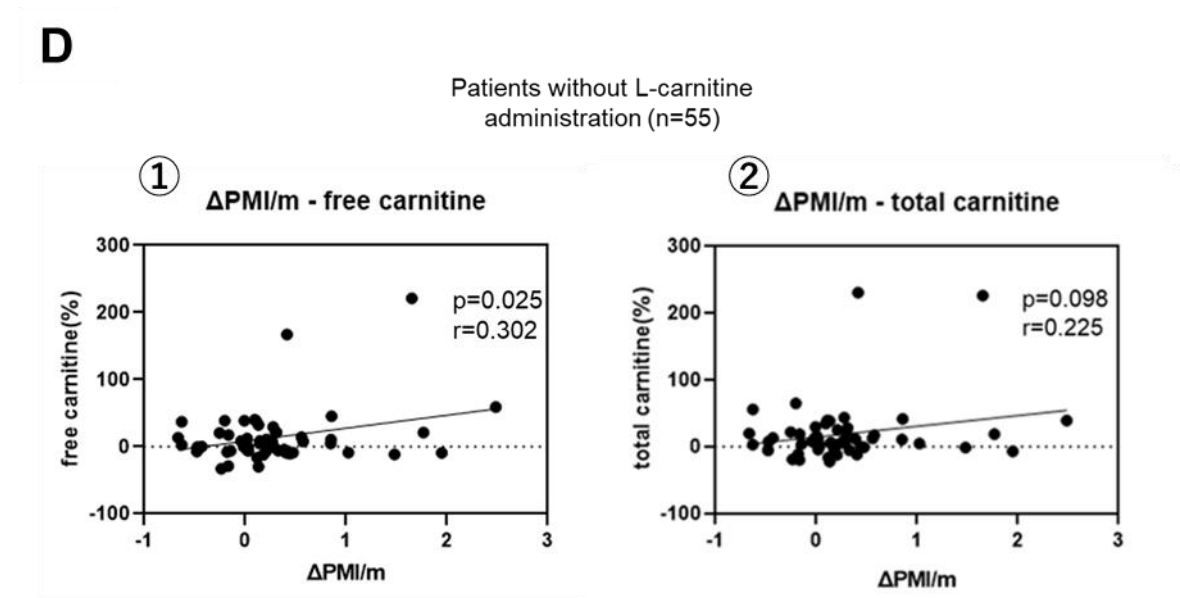 D
Patients without L-carnitine
administration (n=55)
①
ΔPMI/m - free carnitine
free carnitine(%)
300
200
100
0
-100
p=0.025
r=0.302
-1
0
1
2
3
ΔPMI/m
②
ΔPMI/m - total carnitine
total carnitine(%)
300
200
100
0
-100
p=0.098
r=0.225
-1
0
1
2
3
ΔPMI/m